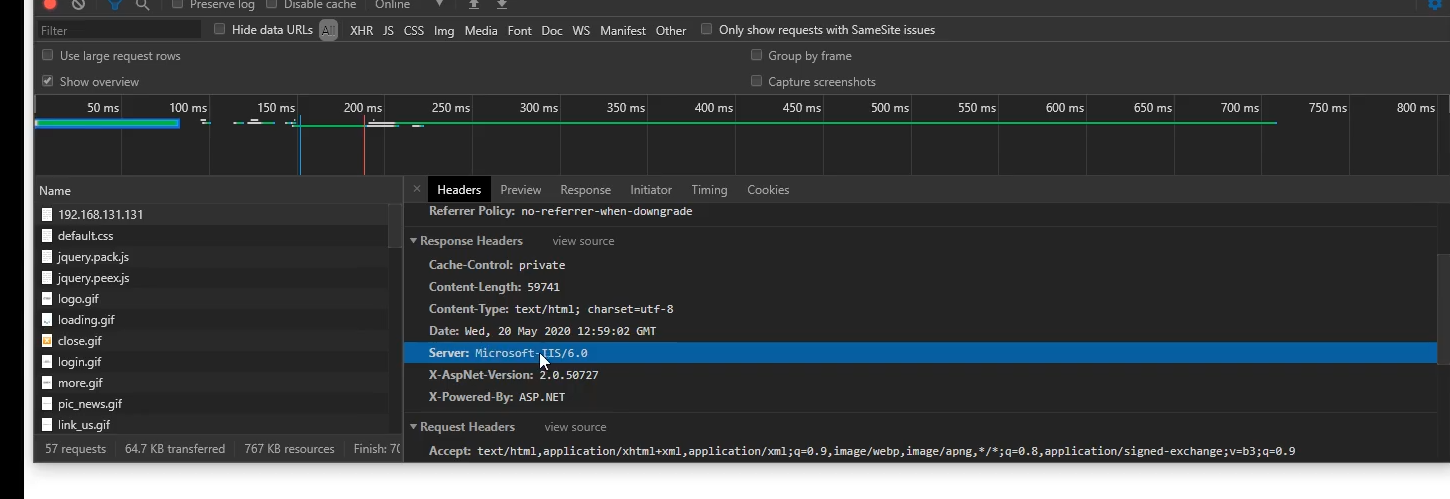 Preserve log Disable cache Online
Filter Hide data URLs All XHR JS CSS Img Media Font Doc WS Manifest Other Only show requests with SameSite issues
Use large request rows Group by frame
Show overview Capture screenshots
50 ms 100 ms 150 ms 200 ms 250 ms 300 ms 350 ms 400 ms 450 ms 500 ms 550 ms 600 ms 650 ms 700 ms 750 ms 800 ms
Name
192.168.131.131
default.css
jquery.pack.js
jquery.peex.js
logo.gif
loading.gif
close.gif
login.gif
more.gif
pic_news.gif
link_us.gif
57 requests 64.7 KB transferred 767 KB resources Finish: 70
Headers Preview Response Initiator Timing Cookies
Referrer Policy: no-referrer-when-downgrade
Response Headers view source
Cache-Control: private
Content-Length: 59741
Content-Type: text/html; charset=utf-8
Date: Wed, 20 May 2020 12:59:02 GMT
Server: Microsoft-IIS/6.0
X-AspNet-Version: 2.0.50727
X-Powered-By: ASP.NET
Request Headers view source
Accept: text/html,application/xhtml+xml,application/xml;q=0.9,image/webp,image/apng,*/*;q=0.8,application/signed-exchange;v=b3;q=0.9